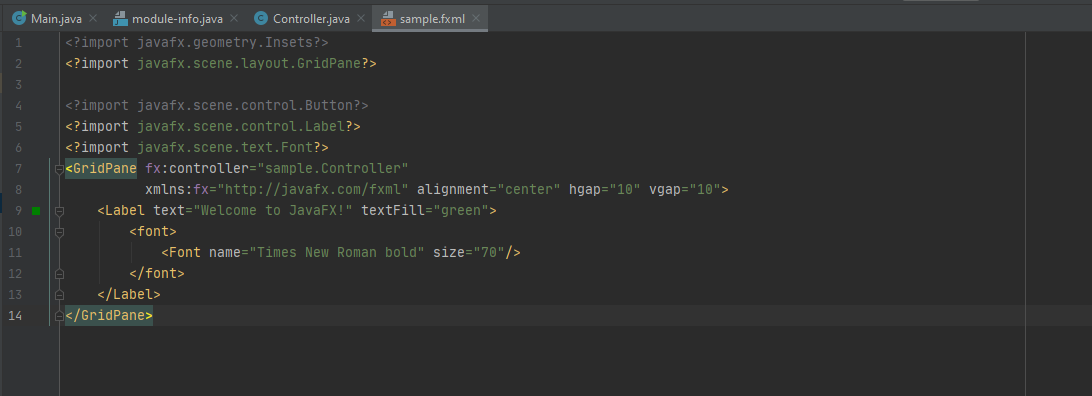 Main.java module-info.java Controller.java sample.fxml
1 <?import javafx.geometry.Insets?>
2 <?import javafx.scene.layout.GridPane?>
3
4 <?import javafx.scene.control.Button?>
5 <?import javafx.scene.control.Label?>
6 <?import javafx.scene.text.Font?>
7 <GridPane fx:controller="sample.Controller"
8 xmlns:fx="http://javafx.com/fxml" alignment="center" hgap="10" vgap="10">
9 <Label text="Welcome to JavaFX!" textFill="green">
10 <font>
11 <Font name="Times New Roman bold" size="70"/>
12 </font>
13 </Label>
14 </GridPane>